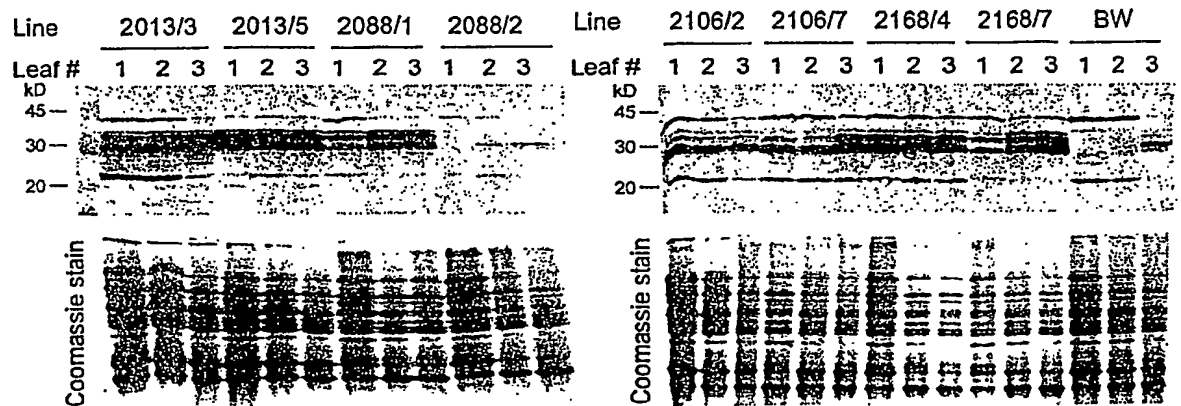 Line 2013/3 2013/5 2088/1 2088/2
Leaf # 1 2 3 1 2 3 1 2 3 1 2 3
kD
45
30
20
Coomassie stain
Line 2106/2 2106/7 2168/4 2168/7 BW
Leaf # 1 2 3 1 2 3 1 2 3 1 2 3 1 2 3
kD
45
30
20
Coomassie stain